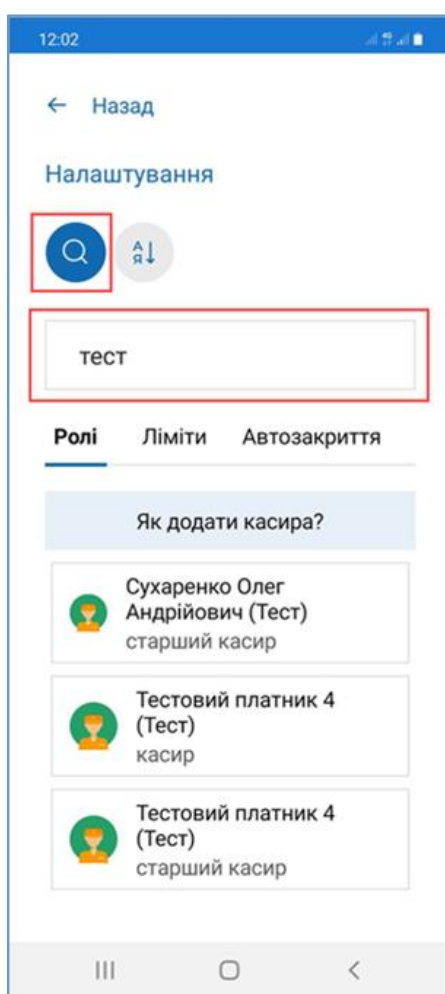 12:02
Назад
Налаштування
А
Я
тест
Ролі Ліміти Автозакриття
Як додати касира?
Сухаренко Олег
Андрійович (Тест)
старший касир
Тестовий платник 4
(Тест)
касир
Тестовий платник 4
(Тест)
старший касир